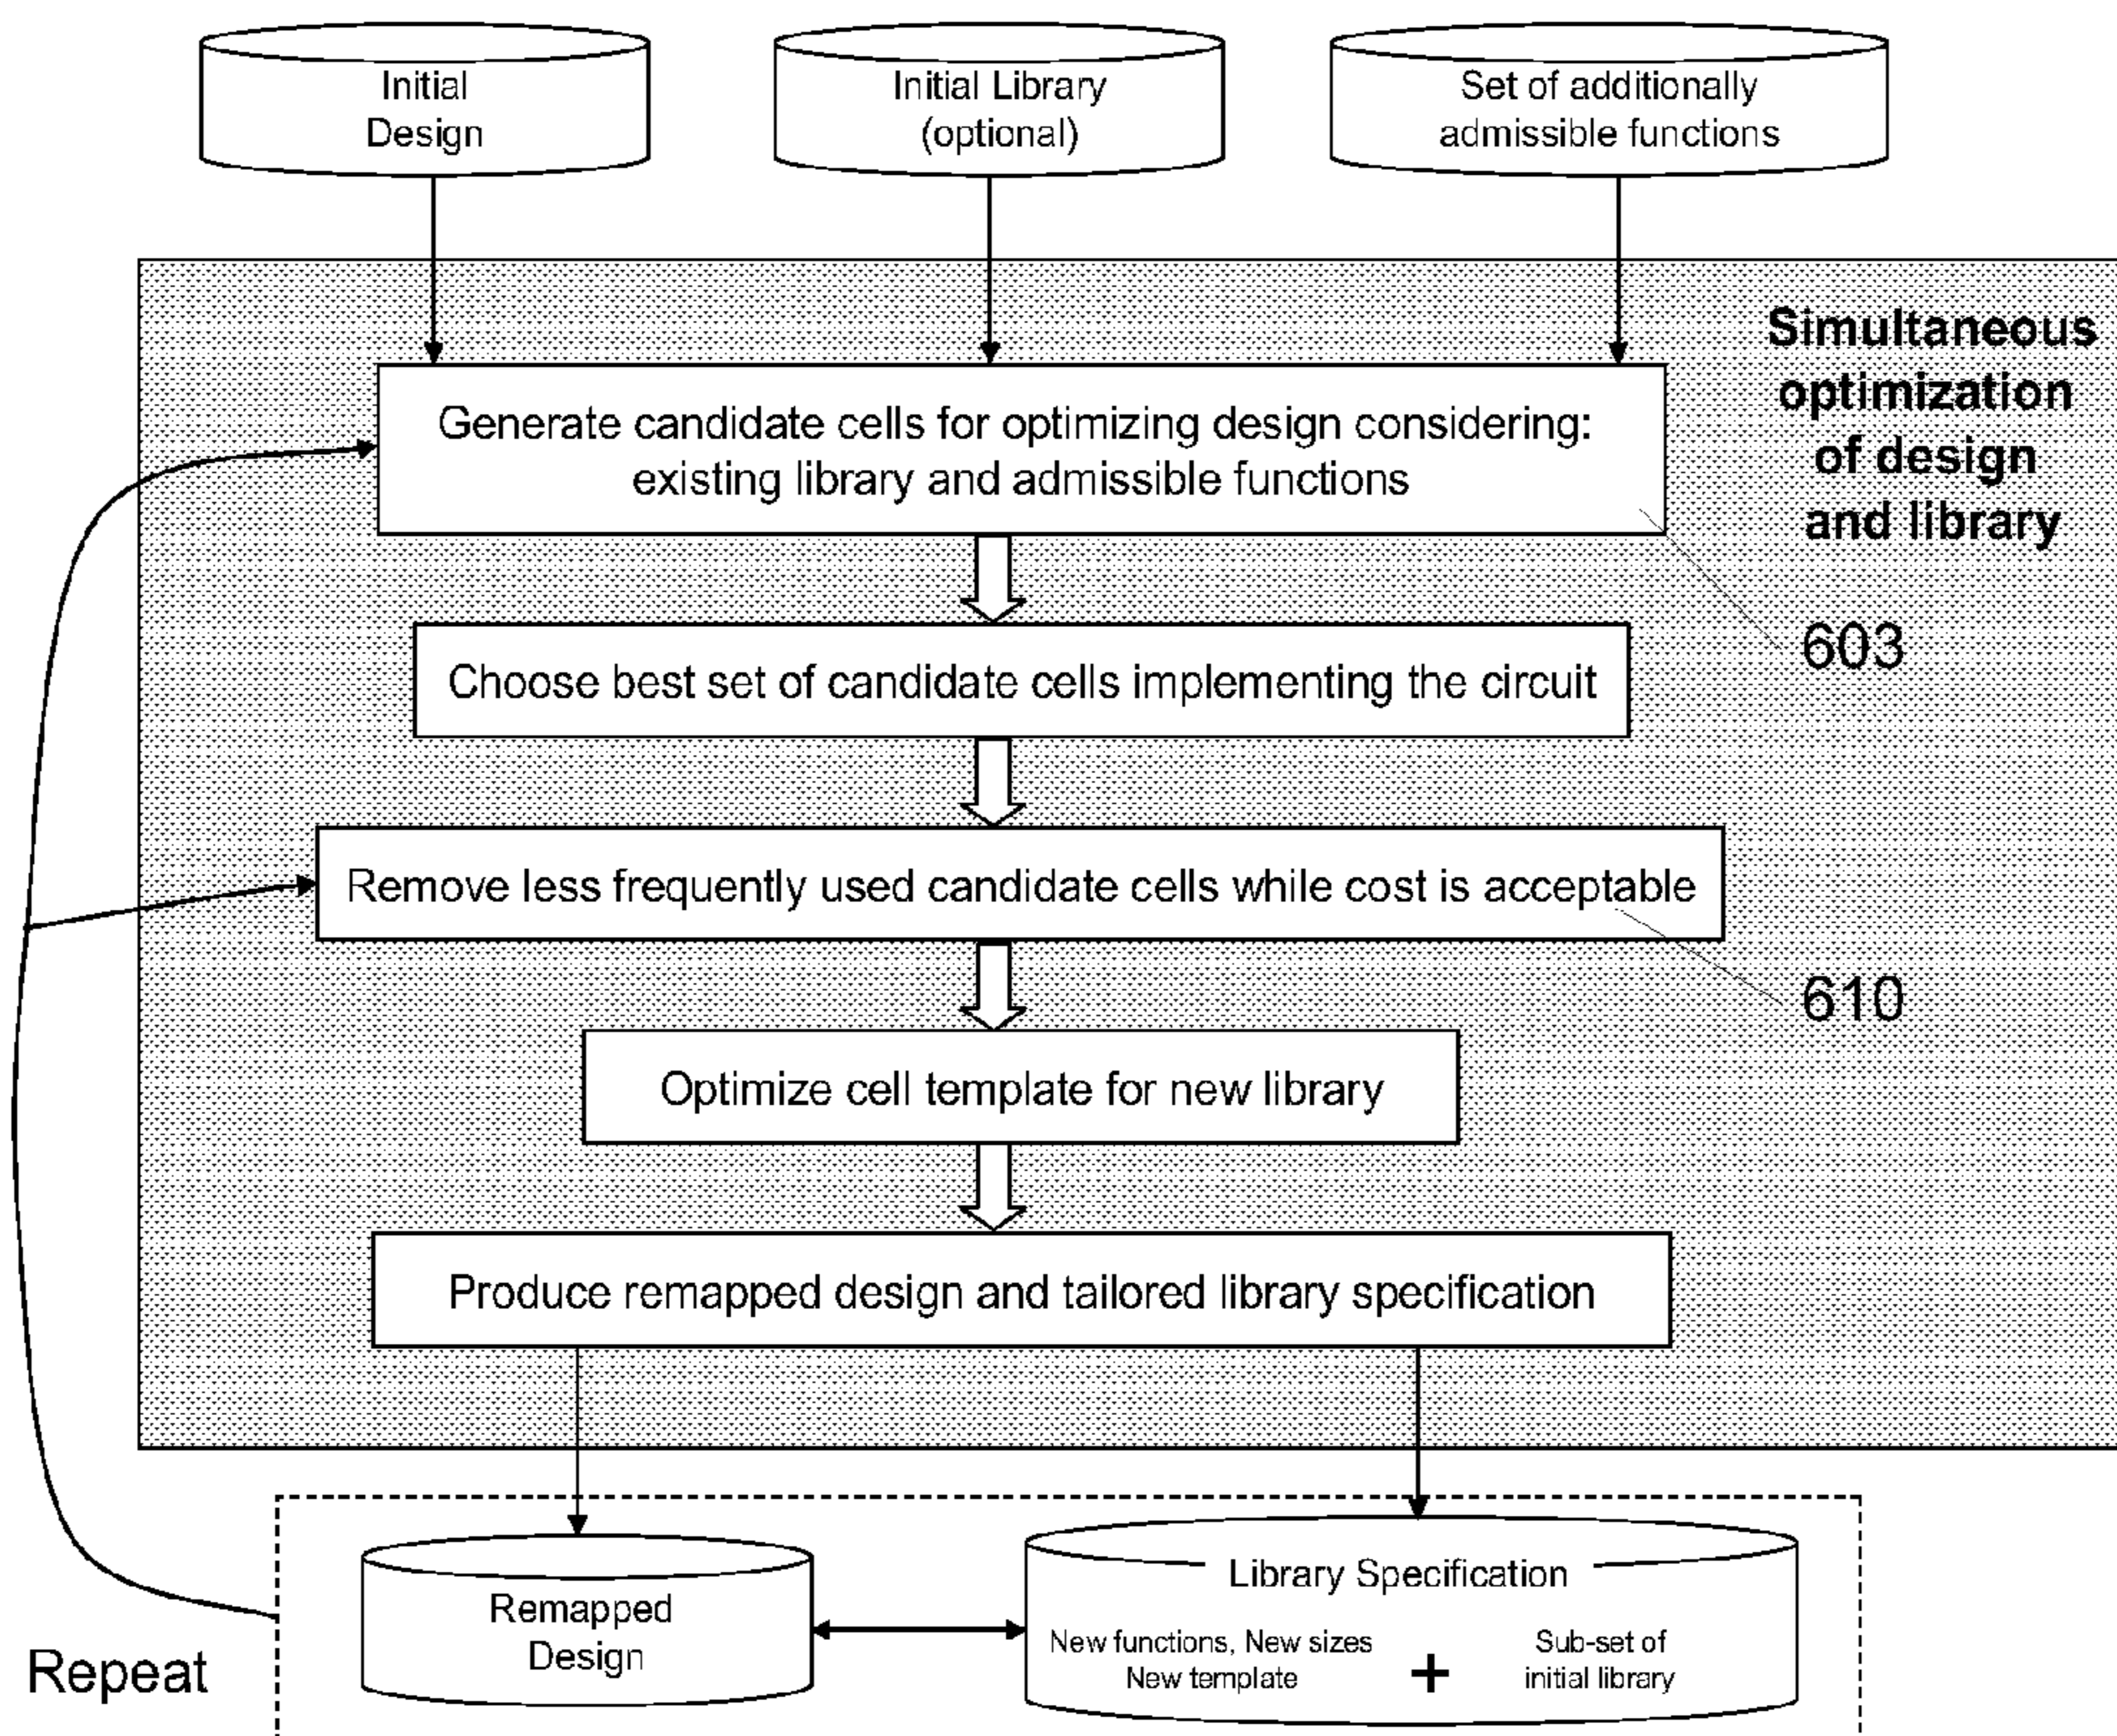 Initial
Design
Initial Library
(optional)
Set of additionally
admissible functions
Simultaneous
optimization
of design
and library
Generate candidate cells for optimizing design considering:
existing library and admissible functions
603
Choose best set of candidate cells implementing the circuit
Remove less frequently used candidate cells while cost is acceptable
610
Optimize cell template for new library
Produce remapped design and tailored library specification
Remapped
Design
Library Specification
New functions, New sizes
New template
+
Sub-set of
initial library
Repeat